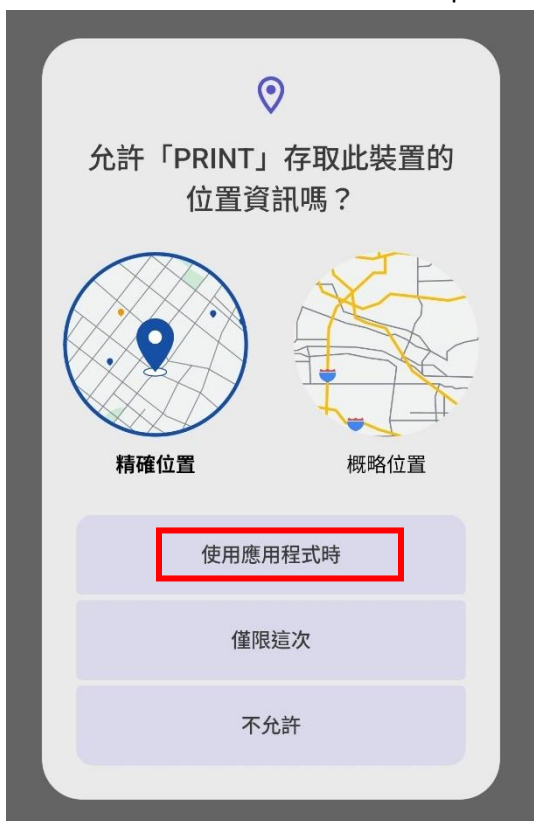 允許「PRINT」存取此裝置的
位置資訊嗎？
精確位置
概略位置
使用應用程式時
僅限這次
不允許